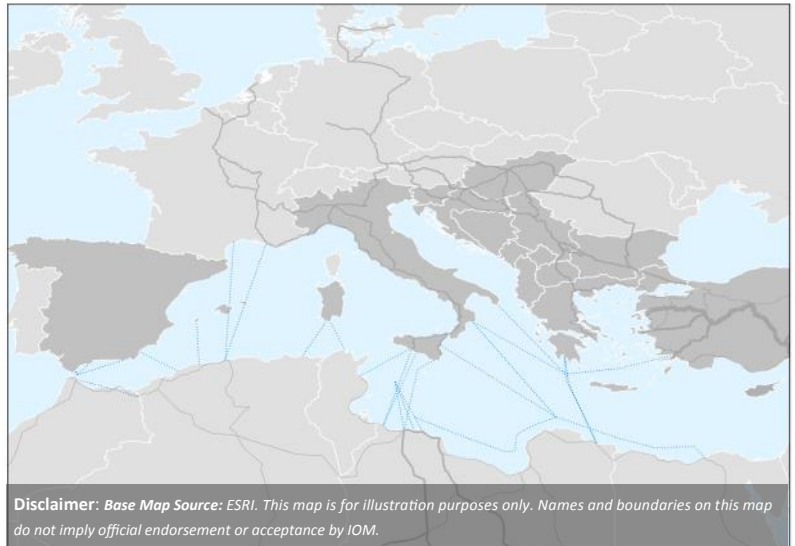 Disclaimer: Base Map Source: ESRI. This map is for illustration purposes only. Names and boundaries on this map
do not imply official endorsement or acceptance by IOM.